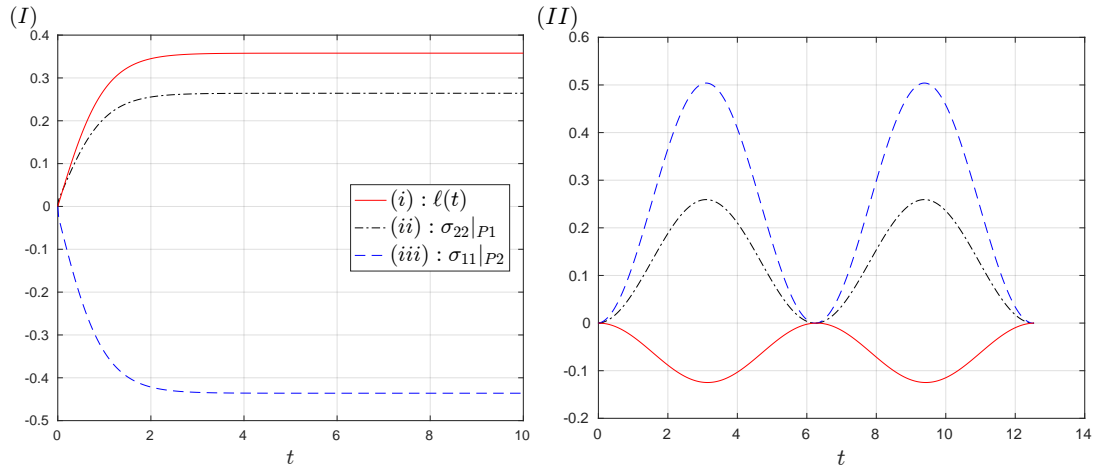 (I)
0.4
0.3
0.2
0.1
0
-0.1
-0.2
-0.3
-0.4
-0.5
0 2 4 6 8 10
t
(i) : ℓ(t)
(ii) : σ₂₂|_{P1}
(iii) : σ₁₁|_{P2}
(II)
0.6
0.5
0.4
0.3
0.2
0.1
0
-0.1
-0.2
0 2 4 6 8 10 12 14
t